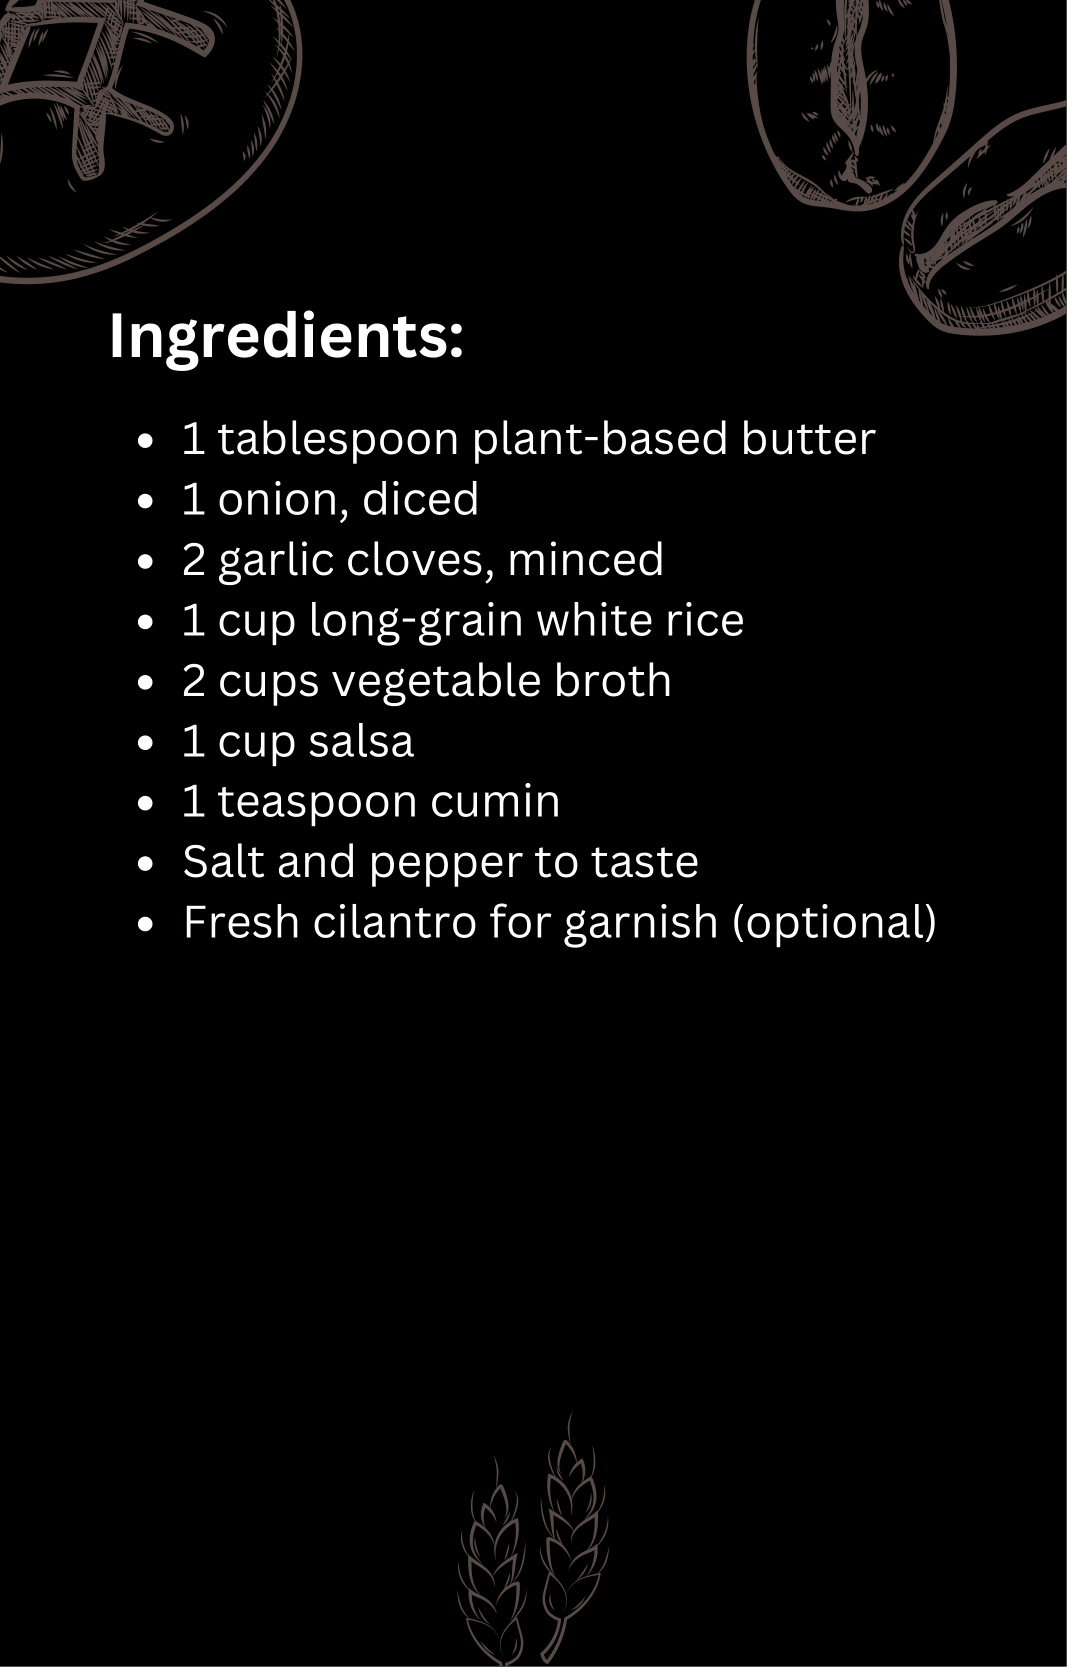 Ingredients:
• 1 tablespoon plant-based butter
• 1 onion, diced
• 2 garlic cloves, minced
• 1 cup long-grain white rice
• 2 cups vegetable broth
• 1 cup salsa
• 1 teaspoon cumin
• Salt and pepper to taste
• Fresh cilantro for garnish (optional)